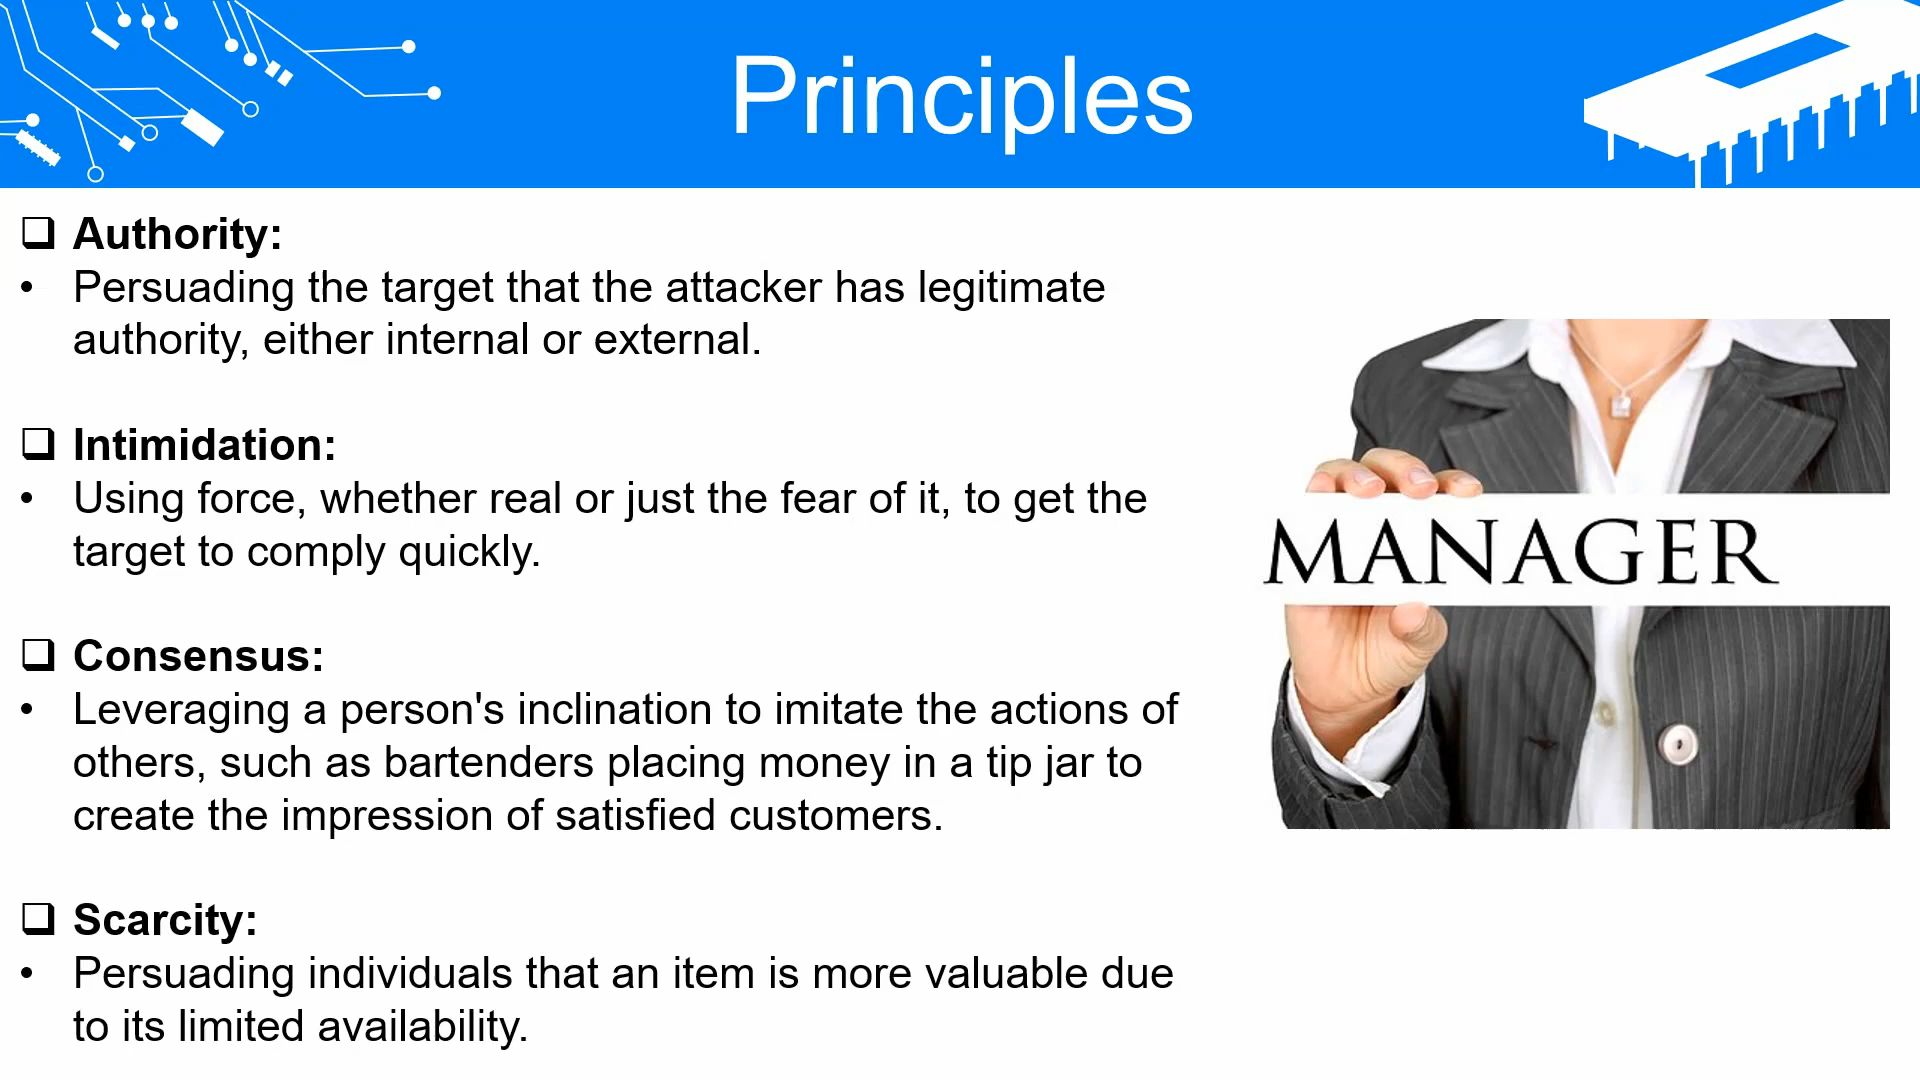 Principles
❑ Authority:
• Persuading the target that the attacker has legitimate
authority, either internal or external.
❑ Intimidation:
• Using force, whether real or just the fear of it, to get the
target to comply quickly.
❑ Consensus:
• Leveraging a person's inclination to imitate the actions of
others, such as bartenders placing money in a tip jar to
create the impression of satisfied customers.
❑ Scarcity:
• Persuading individuals that an item is more valuable due
to its limited availability.
MANAGER